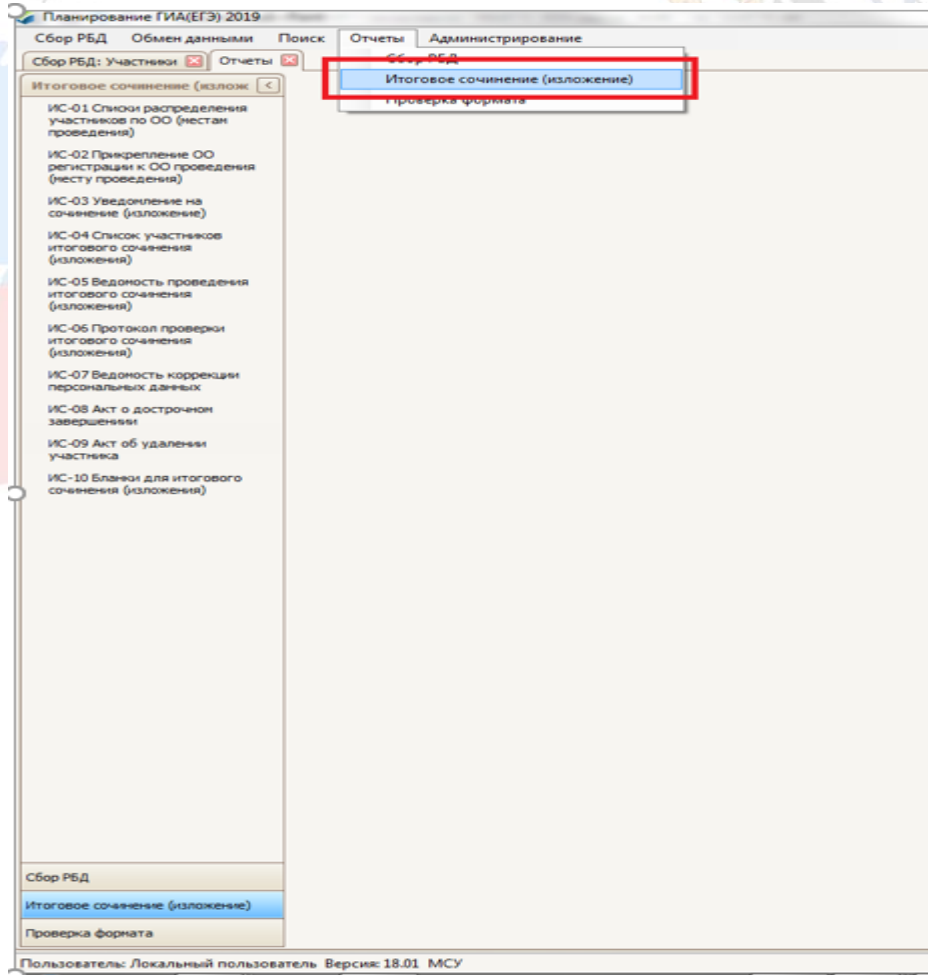 Планирование ГИА(ЕГЭ) 2019
Сбор РБД Обмен данными Поиск Отчеты Администрирование
Сбор РБД: Участники Отчеты
Сбор РБД
Итоговое сочинение (изложение)
Проверка формата
Итоговое сочинение (излож <
ИС-01 Списки распределения
участников по ОО (местам
проведения)
ИС-02 Прикрепление ОО
регистрации к ОО проведения
(месту проведения)
ИС-03 Уведомление на
сочинение (изложение)
ИС-04 Список участников
итогового сочинения
(изложения)
ИС-05 Ведомость проведения
итогового сочинения
(изложения)
ИС-06 Протокол проверки
итогового сочинения
(изложения)
ИС-07 Ведомость коррекции
персональных данных
ИС-08 Акт о досрочном
завершении
ИС-09 Акт об удалении
участника
ИС-10 Бланки для итогового
сочинения (изложения)
Сбор РБД
Итоговое сочинение (изложение)
Проверка формата
Пользователь: Локальный пользователь Версия: 18.01 МСУ